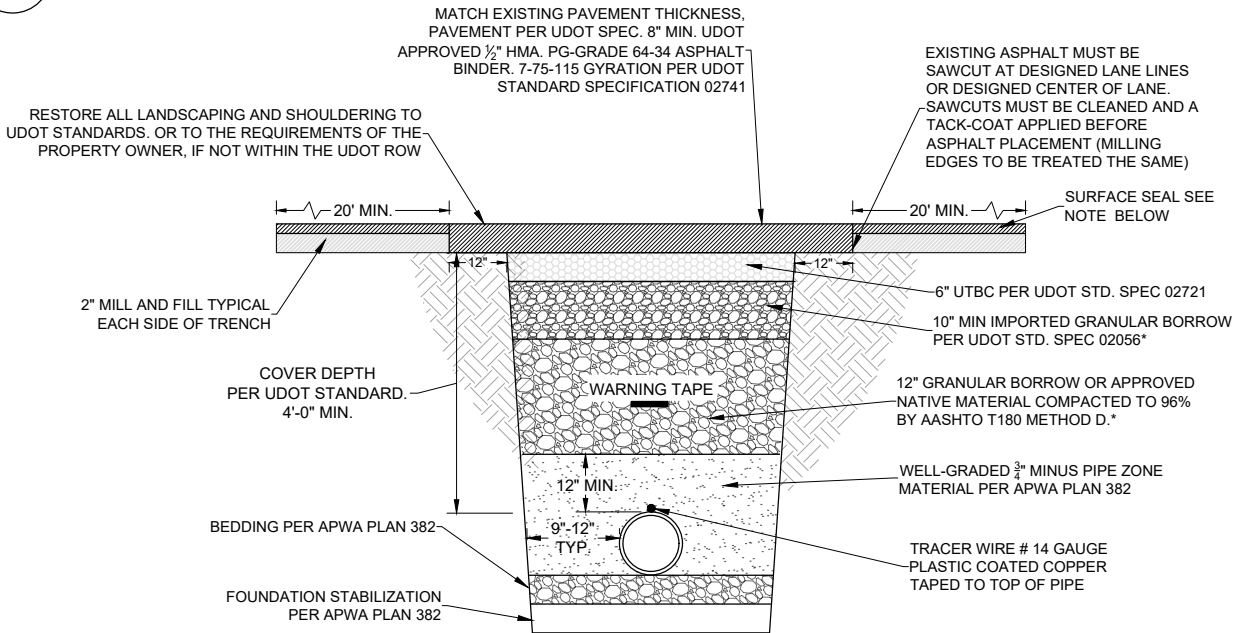 MATCH EXISTING PAVEMENT THICKNESS,
PAVEMENT PER UDOT SPEC. 8" MIN. UDOT
APPROVED ½" HMA. PG-GRADE 64-34 ASPHALT
BINDER. 7-75-115 GYRATION PER UDOT
STANDARD SPECIFICATION 02741
EXISTING ASPHALT MUST BE
SAWCUT AT DESIGNED LANE LINES
OR DESIGNED CENTER OF LANE.
SAWCUTS MUST BE CLEANED AND A
TACK-COAT APPLIED BEFORE
ASPHALT PLACEMENT (MILLING
EDGES TO BE TREATED THE SAME)
RESTORE ALL LANDSCAPING AND SHOULDERING TO
UDOT STANDARDS. OR TO THE REQUIREMENTS OF THE
PROPERTY OWNER, IF NOT WITHIN THE UDOT ROW
20' MIN.
20' MIN.
SURFACE SEAL SEE
NOTE BELOW
12"
12"
2" MILL AND FILL TYPICAL
EACH SIDE OF TRENCH
6" UTBC PER UDOT STD. SPEC 02721
10" MIN IMPORTED GRANULAR BORROW
PER UDOT STD. SPEC 02056*
COVER DEPTH
PER UDOT STANDARD.
4'-0" MIN.
WARNING TAPE
12" GRANULAR BORROW OR APPROVED
NATIVE MATERIAL COMPACTED TO 96%
BY AASHTO T180 METHOD D.*
12" MIN.
WELL-GRADED ¾" MINUS PIPE ZONE
MATERIAL PER APWA PLAN 382
BEDDING PER APWA PLAN 382
9"-12"
TYP.
TRACER WIRE # 14 GAUGE
PLASTIC COATED COPPER
TAPED TO TOP OF PIPE
FOUNDATION STABILIZATION
PER APWA PLAN 382